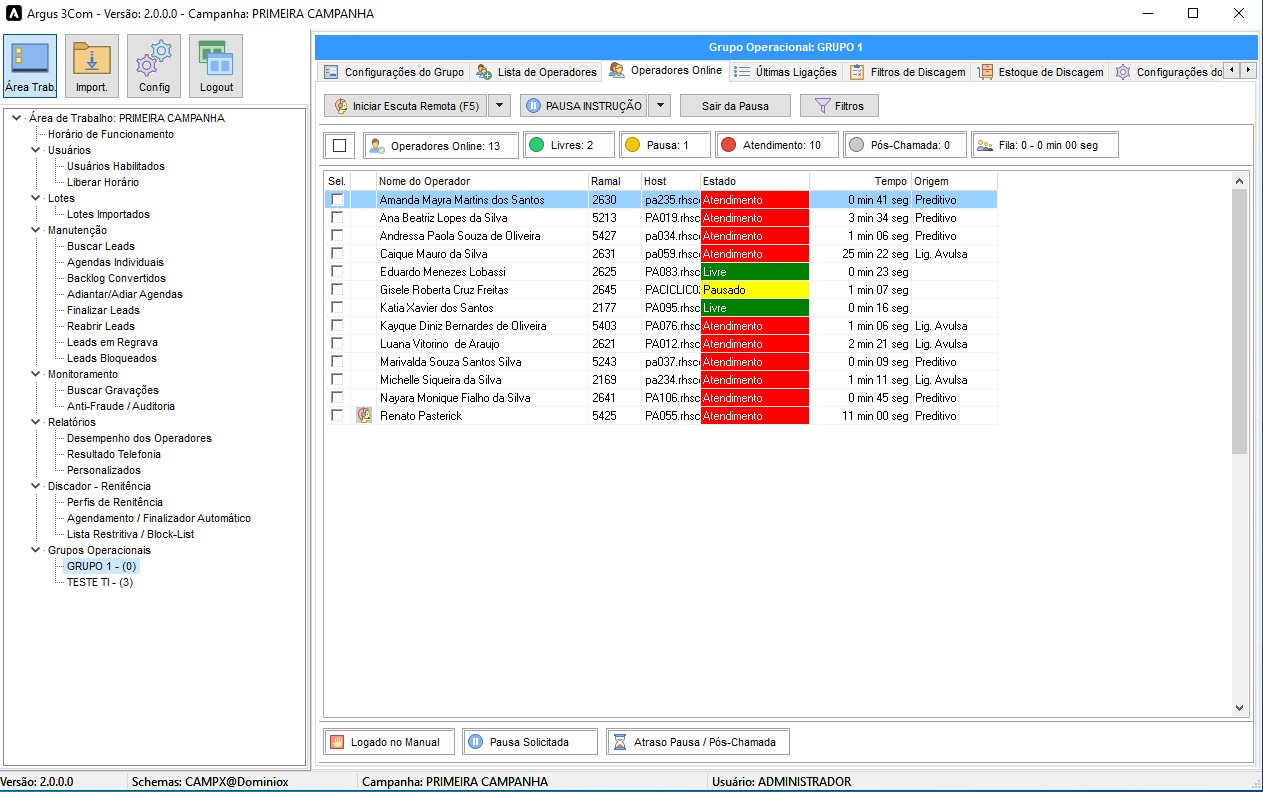 Argus 3Com - Versão: 2.0.0.0 - Campanha: PRIMEIRA CAMPANHA
Área Trab. Import. Config Logout
Área de Trabalho: PRIMEIRA CAMPANHA
Horário de Funcionamento
Usuários
Usuários Habilitados
Liberar Horário
Lotes
Lotes Importados
Manutenção
Buscar Leads
Agendas Individuais
Backlog Convertidos
Adiantar/Adiar Agendas
Finalizar Leads
Reabrir Leads
Leads em Regrava
Leads Bloqueados
Monitoramento
Buscar Gravações
Anti-Fraude / Auditoria
Relatórios
Desempenho dos Operadores
Resultado Telefonia
Personalizados
Discador - Renitência
Perfis de Renitência
Agendamento / Finalizador Automático
Lista Restritiva / Block-List
Grupos Operacionais
GRUPO 1 - (0)
TESTE TI - (3)
Grupo Operacional: GRUPO 1
Configurações do Grupo Lista de Operadores Operadores Online Últimas Ligações Filtros de Discagem Estoque de Discagem Configurações do
Iniciar Escuta Remota (F5) PAUSA INSTRUÇÃO Sair da Pausa Filtros
Operadores Online: 13 Livres: 2 Pausa: 1 Atendimento: 10 Pós-Chamada: 0 Fila: 0 - 0 min 00 seg
Sel. Nome do Operador Ramal Host Estado Tempo Origem
Amanda Mayra Martins dos Santos 2630 pa235.rhsc Atendimento 0 min 41 seg Preditivo
Ana Beatriz Lopes da Silva 5213 PA019.rhsc Atendimento 3 min 34 seg Preditivo
Andressa Paola Souza de Oliveira 5427 pa034.rhsc Atendimento 1 min 06 seg Preditivo
Caique Mauro da Silva 2631 pa059.rhsc Atendimento 25 min 22 seg Lig. Avulsa
Eduardo Menezes Lobassi 2625 PA083.rhsc Livre 0 min 23 seg
Gisele Roberta Cruz Freitas 2645 PACICLIC02 Pausado 1 min 07 seg
Katia Xavier dos Santos 2177 PA095.rhsc Livre 0 min 16 seg
Kayque Diniz Bernardes de Oliveira 5403 PA076.rhsc Atendimento 1 min 06 seg Lig. Avulsa
Luana Vitorino de Araujo 2621 PA012.rhsc Atendimento 2 min 21 seg Lig. Avulsa
Marivalda Souza Santos Silva 5243 pa037.rhsc Atendimento 0 min 09 seg Preditivo
Michelle Siqueira da Silva 2169 pa234.rhsc Atendimento 1 min 11 seg Lig. Avulsa
Nayara Monique Fialho da Silva 2641 PA106.rhsc Atendimento 0 min 45 seg Preditivo
Renato Pasterick 5425 PA055.rhsc Atendimento 11 min 00 seg Preditivo
Logado no Manual Pausa Solicitada Atraso Pausa / Pós-Chamada
Versão: 2.0.0.0 Schemas: CAMPX@Dominiox Campanha: PRIMEIRA CAMPANHA Usuário: ADMINISTRADOR